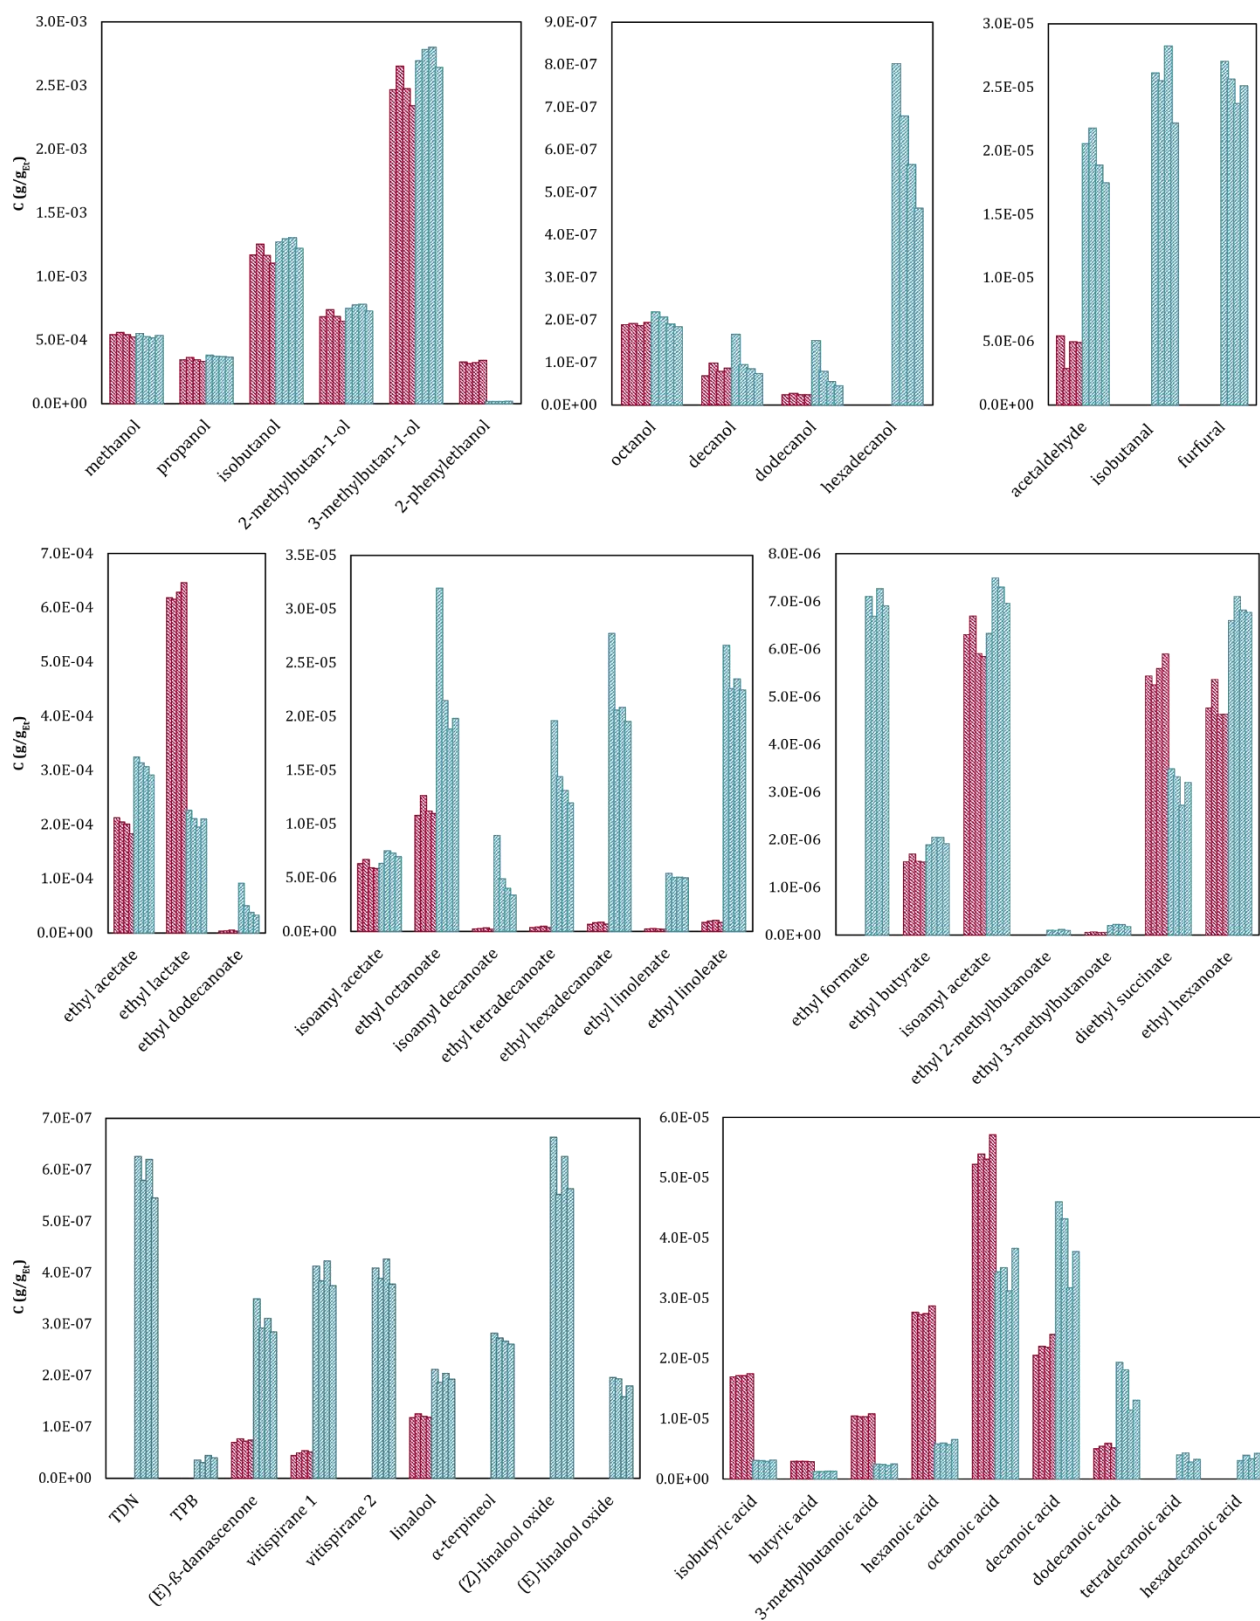 C (g/gEt)
3.0E-03
2.5E-03
2.0E-03
1.5E-03
1.0E-03
5.0E-04
0.0E+00
methanol
propanol
isobutanol
2-methylbutan-1-ol
3-methylbutan-1-ol
2-phenylethanol
9.0E-07
8.0E-07
7.0E-07
6.0E-07
5.0E-07
4.0E-07
3.0E-07
2.0E-07
1.0E-07
0.0E+00
octanol
decanol
dodecanol
hexadecanol
3.0E-05
2.5E-05
2.0E-05
1.5E-05
1.0E-05
5.0E-06
0.0E+00
acetaldehyde
isobutanal
furfural
C (g/gEt)
7.0E-04
6.0E-04
5.0E-04
4.0E-04
3.0E-04
2.0E-04
1.0E-04
0.0E+00
ethyl acetate
ethyl lactate
ethyl dodecanoate
3.5E-05
3.0E-05
2.5E-05
2.0E-05
1.5E-05
1.0E-05
5.0E-06
0.0E+00
isoamyl acetate
ethyl octanoate
isoamyl decanoate
ethyl tetradecanoate
ethyl hexadecanoate
ethyl linolenate
ethyl linoleate
8.0E-06
7.0E-06
6.0E-06
5.0E-06
4.0E-06
3.0E-06
2.0E-06
1.0E-06
0.0E+00
ethyl formate
ethyl butyrate
isoamyl acetate
ethyl 2-methylbutanoate
ethyl 3-methylbutanoate
diethyl succinate
ethyl hexanoate
C (g/gEt)
7.0E-07
6.0E-07
5.0E-07
4.0E-07
3.0E-07
2.0E-07
1.0E-07
0.0E+00
TDN
TPB
(E)-ß-damascenone
vitispirane 1
vitispirane 2
linalool
α-terpineol
(Z)-linalool oxide
(E)-linalool oxide
6.0E-05
5.0E-05
4.0E-05
3.0E-05
2.0E-05
1.0E-05
0.0E+00
isobutyric acid
butyric acid
3-methylbutanoic acid
hexanoic acid
octanoic acid
decanoic acid
dodecanoic acid
tetradecanoic acid
hexadecanoic acid